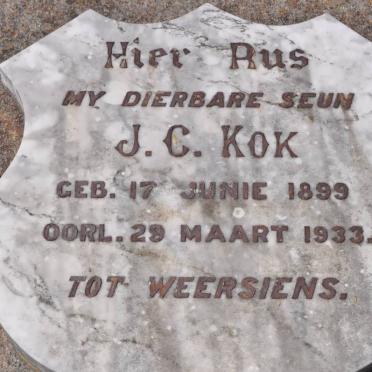 Hier Rus
MY DIERBARE SEUN
J. C. KOK
GEB. 17 JUNIE 1899
OORL. 29 MAART 1933.
TOT WEERSIENS.